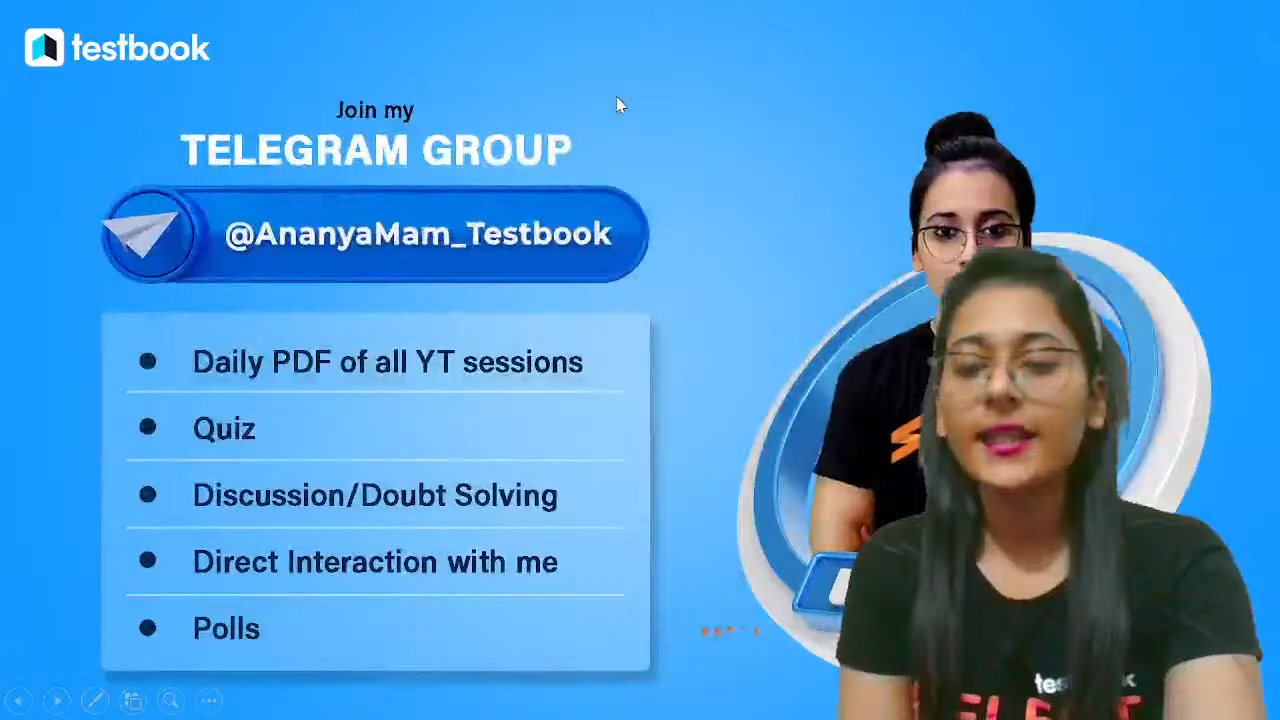 testbook
Join my
TELEGRAM GROUP
@AnanyaMam_Testbook
Daily PDF of all YT sessions
Quiz
Discussion/Doubt Solving
Direct Interaction with me
Polls